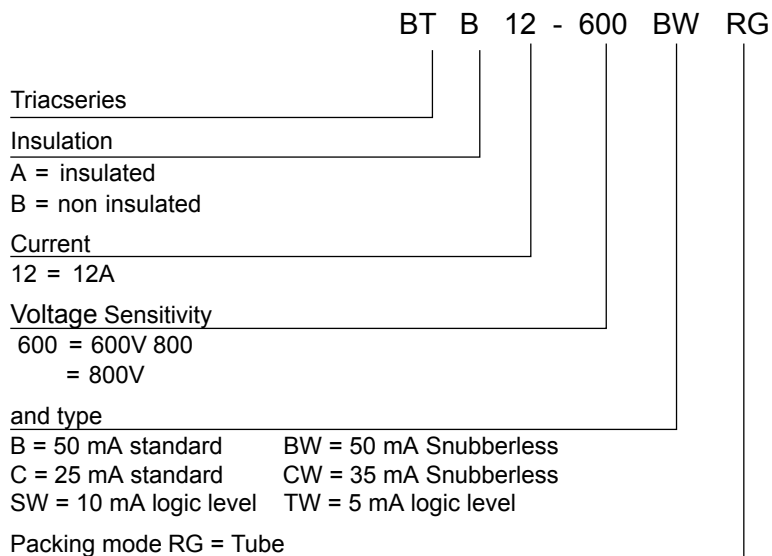 BT B 12 - 600 BW RG
Triacseries
Insulation
A = insulated
B = non insulated
Current
12 = 12A
Voltage Sensitivity
600 = 600V 800
= 800V
and type
B = 50 mA standard BW = 50 mA Snubberless
C = 25 mA standard CW = 35 mA Snubberless
SW = 10 mA logic level TW = 5 mA logic level
Packing mode RG = Tube